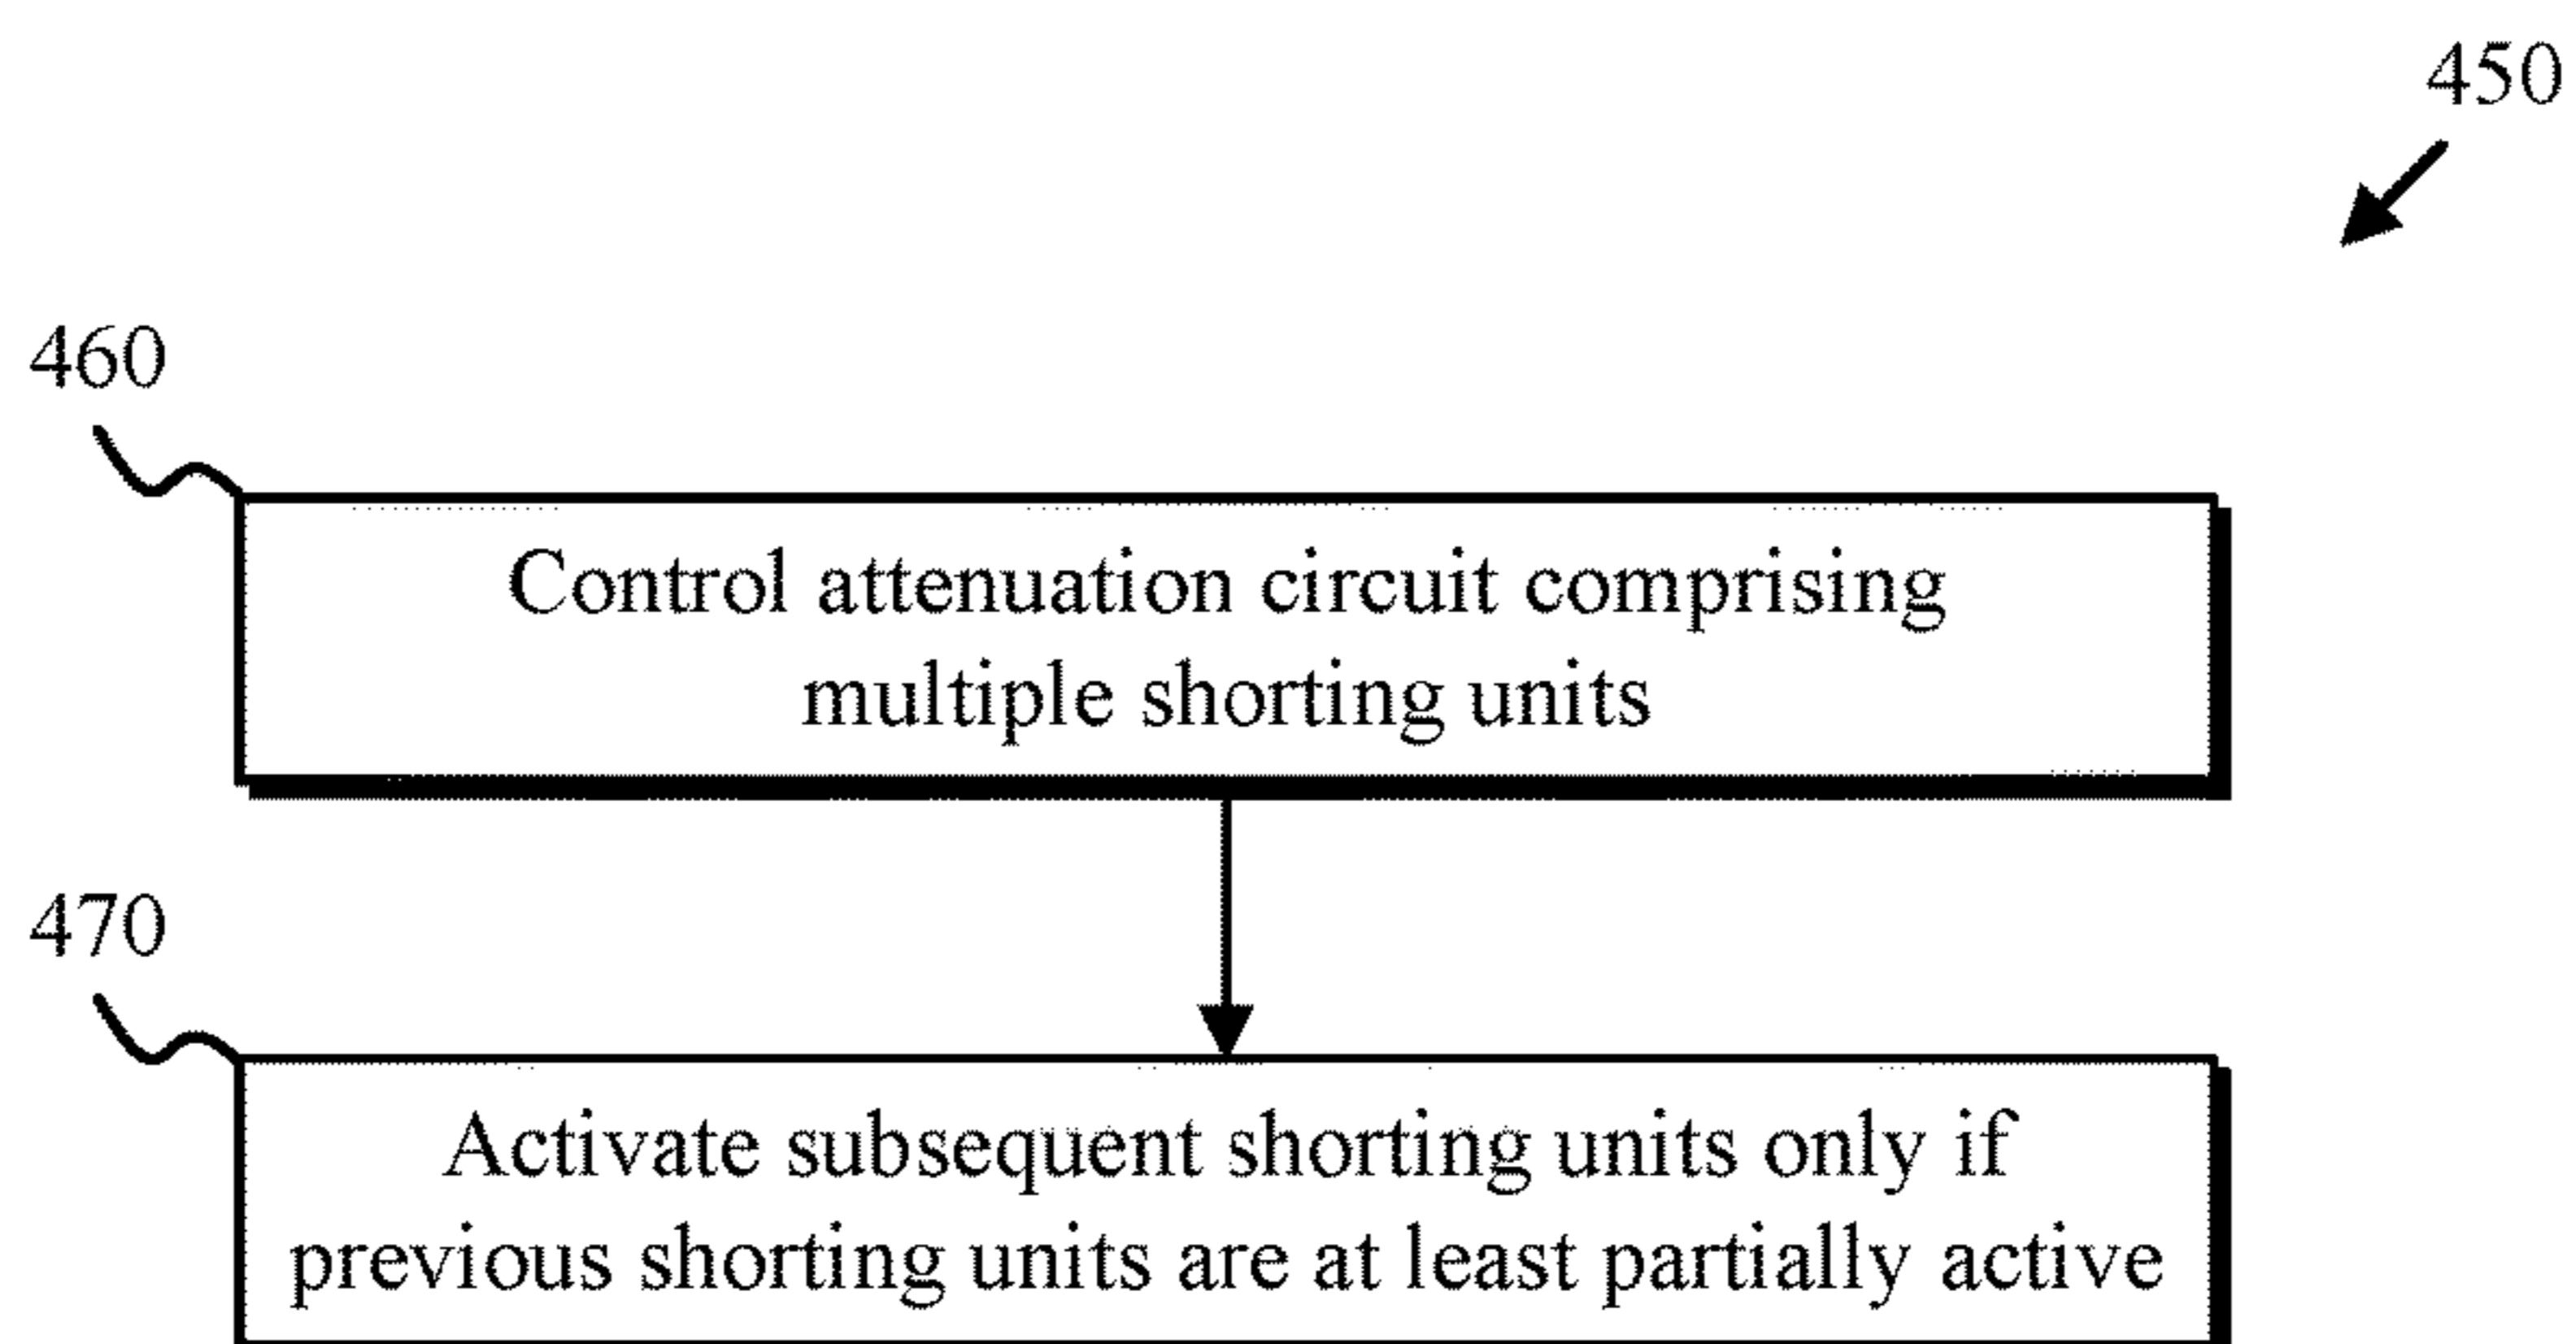 450
460
Control attenuation circuit comprising
multiple shorting units
470
Activate subsequent shorting units only if
previous shorting units are at least partially active